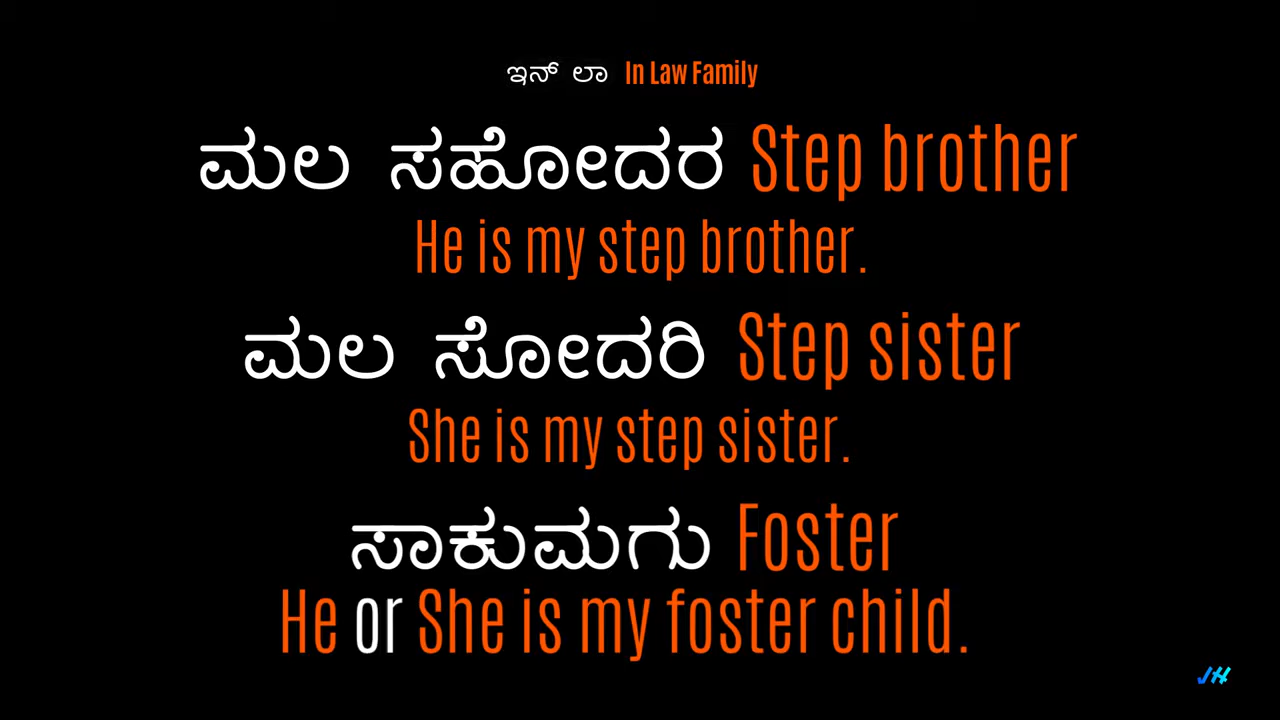 ಇನ್ ಲಾ In Law Family
ಮಲ ಸಹೋದರ Step brother
He is my step brother.
ಮಲ ಸೋದರಿ Step sister
She is my step sister.
ಸಾಕುಮಗು Foster
He or She is my foster child.
JH